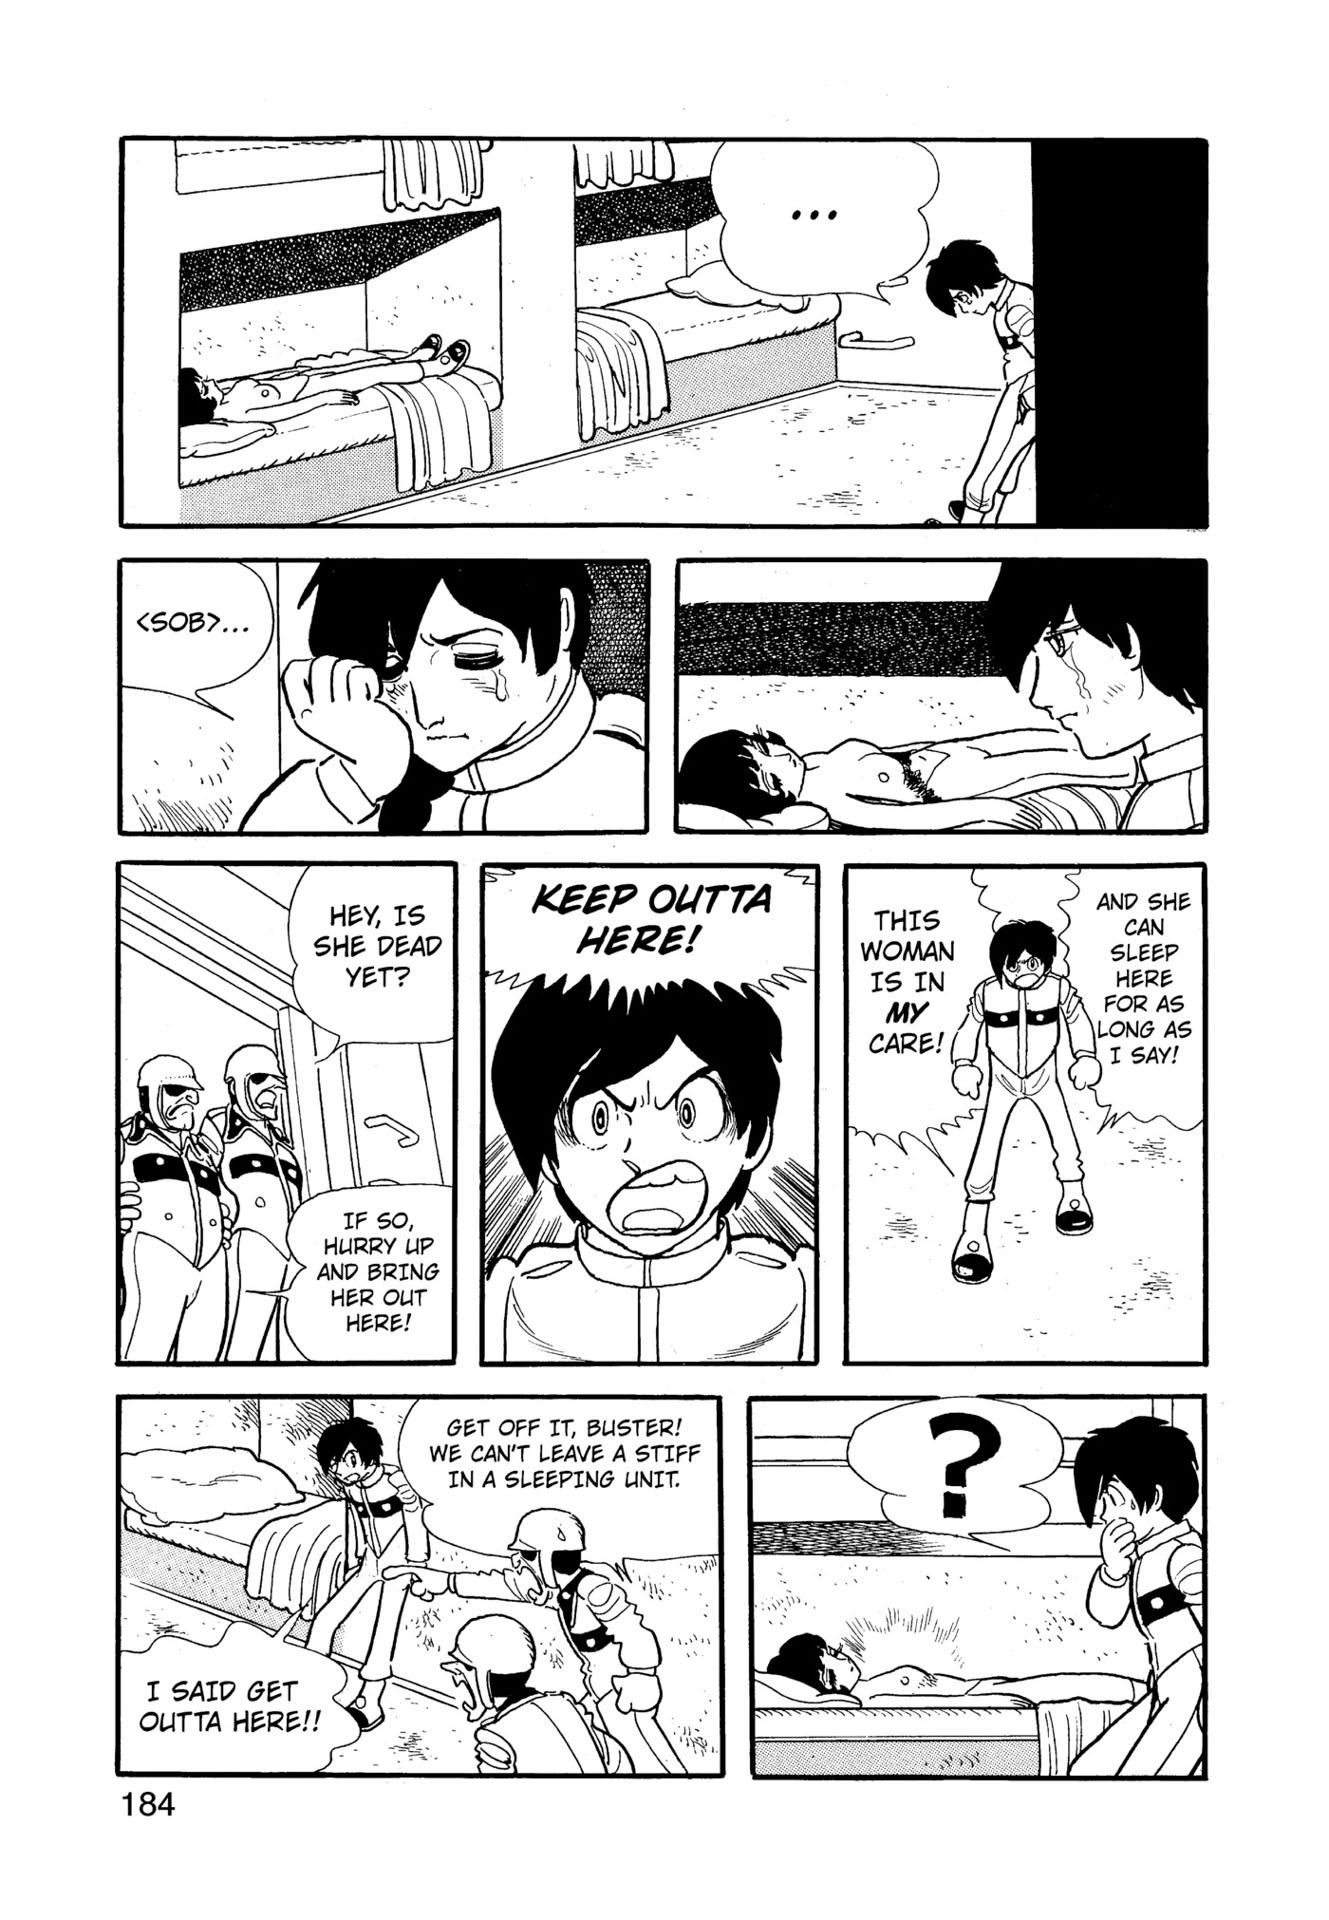 ...
<SOB>...
HEY, IS
SHE DEAD
YET?
IF SO,
HURRY UP
AND BRING
HER OUT
HERE!
KEEP OUTTA
HERE!
THIS
WOMAN
IS IN
MY
CARE!
AND SHE
CAN
SLEEP
HERE
FOR AS
LONG AS
I SAY!
GET OFF IT, BUSTER!
WE CAN'T LEAVE A STIFF
IN A SLEEPING UNIT.
I SAID GET
OUTTA HERE!!
?
184